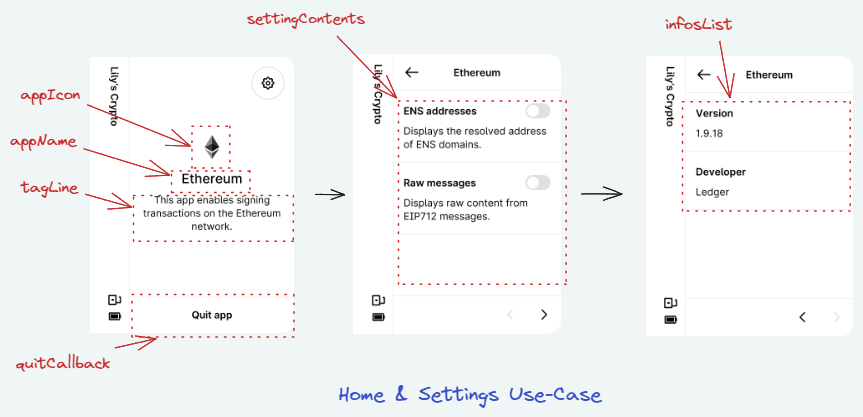 settingContents
infosList
appIcon
appName
tagLine
quitCallback
Lily's Crypto
Ethereum
This app enables signing
transactions on the Ethereum
network.
Quit app
Lily's Crypto
Ethereum
ENS addresses
Displays the resolved address
of ENS domains.
Raw messages
Displays raw content from
EIP712 messages.
Lily's Crypto
Ethereum
Version
1.9.18
Developer
Ledger
Home & Settings Use-Case